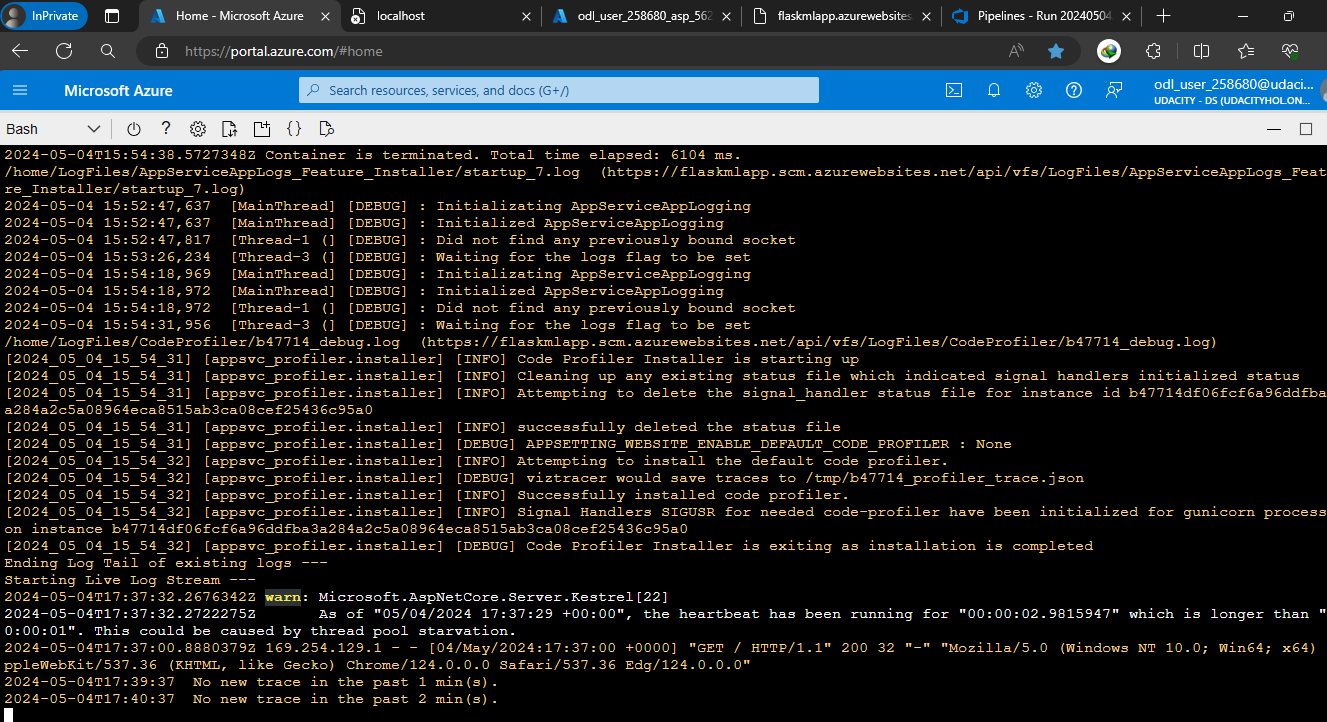 InPrivate
Home - Microsoft Azure
localhost
odl_user_258680_asp_562
flaskmlapp.azurewebsites.
Pipelines - Run 20240504.
https://portal.azure.com/#home
Microsoft Azure
Search resources, services, and docs (G+/)
odl_user_258680@udaci...
UDACITY - DS (UDACITYHOL.ON...
Bash
2024-05-04T15:54:38.5727348Z Container is terminated. Total time elapsed: 6104 ms.
/home/LogFiles/AppServiceAppLogs_Feature_Installer/startup_7.log  (https://flaskmlapp.scm.azurewebsites.net/api/vfs/LogFiles/AppServiceAppLogs_Featu
re_Installer/startup_7.log)
2024-05-04 15:52:47,637  [MainThread] [DEBUG] : Initializating AppServiceAppLogging
2024-05-04 15:52:47,637  [MainThread] [DEBUG] : Initialized AppServiceAppLogging
2024-05-04 15:52:47,817  [Thread-1 (] [DEBUG] : Did not find any previously bound socket
2024-05-04 15:53:26,234  [Thread-3 (] [DEBUG] : Waiting for the logs flag to be set
2024-05-04 15:54:18,969  [MainThread] [DEBUG] : Initializating AppServiceAppLogging
2024-05-04 15:54:18,972  [MainThread] [DEBUG] : Initialized AppServiceAppLogging
2024-05-04 15:54:18,972  [Thread-1 (] [DEBUG] : Did not find any previously bound socket
2024-05-04 15:54:31,956  [Thread-3 (] [DEBUG] : Waiting for the logs flag to be set
/home/LogFiles/CodeProfiler/b47714_debug.log  (https://flaskmlapp.scm.azurewebsites.net/api/vfs/LogFiles/CodeProfiler/b47714_debug.log)
[2024_05_04_15_54_31] [appsvc_profiler.installer] [INFO] Code Profiler Installer is starting up
[2024_05_04_15_54_31] [appsvc_profiler.installer] [INFO] Cleaning up any existing status file which indicated signal handlers initialized status
[2024_05_04_15_54_31] [appsvc_profiler.installer] [INFO] Attempting to delete the signal_handler status file for instance id b47714df06fcf6a96ddfba
a284a2c5a08964eca8515ab3ca08cef25436c95a0
[2024_05_04_15_54_31] [appsvc_profiler.installer] [INFO] successfully deleted the status file
[2024_05_04_15_54_31] [appsvc_profiler.installer] [DEBUG] APPSETTING_WEBSITE_ENABLE_DEFAULT_CODE_PROFILER : None
[2024_05_04_15_54_32] [appsvc_profiler.installer] [INFO] Attempting to install the default code profiler.
[2024_05_04_15_54_32] [appsvc_profiler.installer] [DEBUG] viztracer would save traces to /tmp/b47714_profiler_trace.json
[2024_05_04_15_54_32] [appsvc_profiler.installer] [INFO] Successfully installed code profiler.
[2024_05_04_15_54_32] [appsvc_profiler.installer] [INFO] Signal Handlers SIGUSR for needed code-profiler have been initialized for gunicorn process
on instance b47714df06fcf6a96ddfba3a284a2c5a08964eca8515ab3ca08cef25436c95a0
[2024_05_04_15_54_32] [appsvc_profiler.installer] [DEBUG] Code Profiler Installer is exiting as installation is completed
Ending Log Tail of existing logs ---
Starting Live Log Stream ---
2024-05-04T17:37:32.2676342Z warn: Microsoft.AspNetCore.Server.Kestrel[22]
2024-05-04T17:37:32.2722275Z       As of "05/04/2024 17:37:29 +00:00", the heartbeat has been running for "00:00:02.9815947" which is longer than "
0:00:01". This could be caused by thread pool starvation.
2024-05-04T17:37:00.8880379Z 169.254.129.1 - - [04/May/2024:17:37:00 +0000] "GET / HTTP/1.1" 200 32 "-" "Mozilla/5.0 (Windows NT 10.0; Win64; x64)
ppleWebKit/537.36 (KHTML, like Gecko) Chrome/124.0.0.0 Safari/537.36 Edg/124.0.0.0"
2024-05-04T17:39:37  No new trace in the past 1 min(s).
2024-05-04T17:40:37  No new trace in the past 2 min(s).